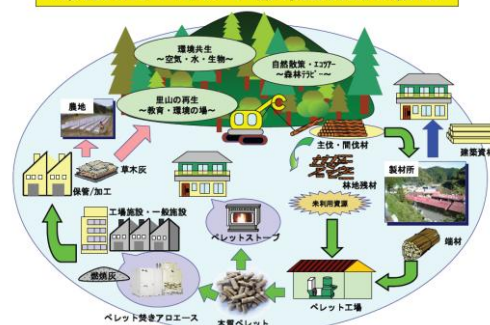 環境共生
～空気・水・生物～
自然散策・エコツアー
～森林テラピー～
里山の再生
～教育・環境の場～
農地
草木灰
保管/加工
主伐・間伐材
林地残材
未利用資源
建築資材
製材所
端材
工場施設・一般施設
ペレットストーブ
燃焼灰
ペレット焚きアロエース
木質ペレット
ペレット工場